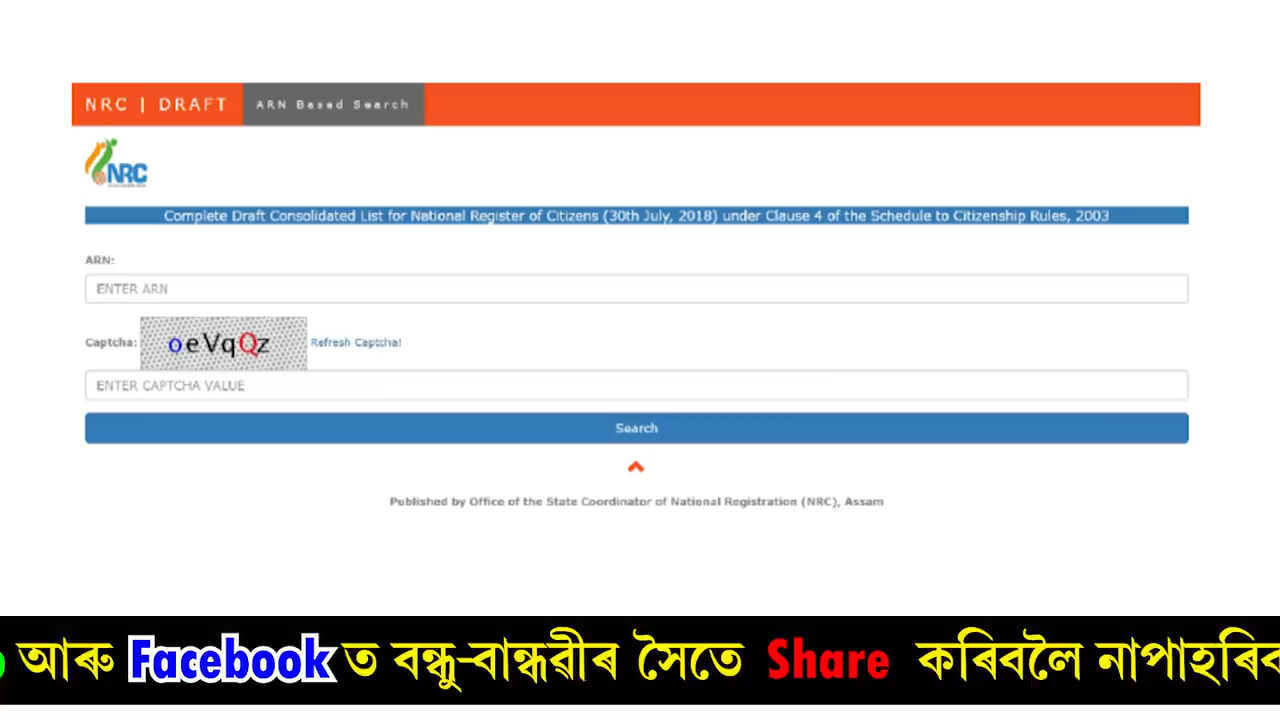 NRC | DRAFT ARN Based Search
NRC
Complete Draft Consolidated List for National Register of Citizens (30th July, 2018) under Clause 4 of the Schedule to Citizenship Rules, 2003
ARN:
ENTER ARN
Captcha: oeVqQz Refresh Captcha!
ENTER CAPTCHA VALUE
Search
Published by Office of the State Coordinator of National Registration (NRC), Assam
আৰু Facebook ত বন্ধু-বান্ধৱীৰ সৈতে Share কৰিবলৈ নাপাহৰিব